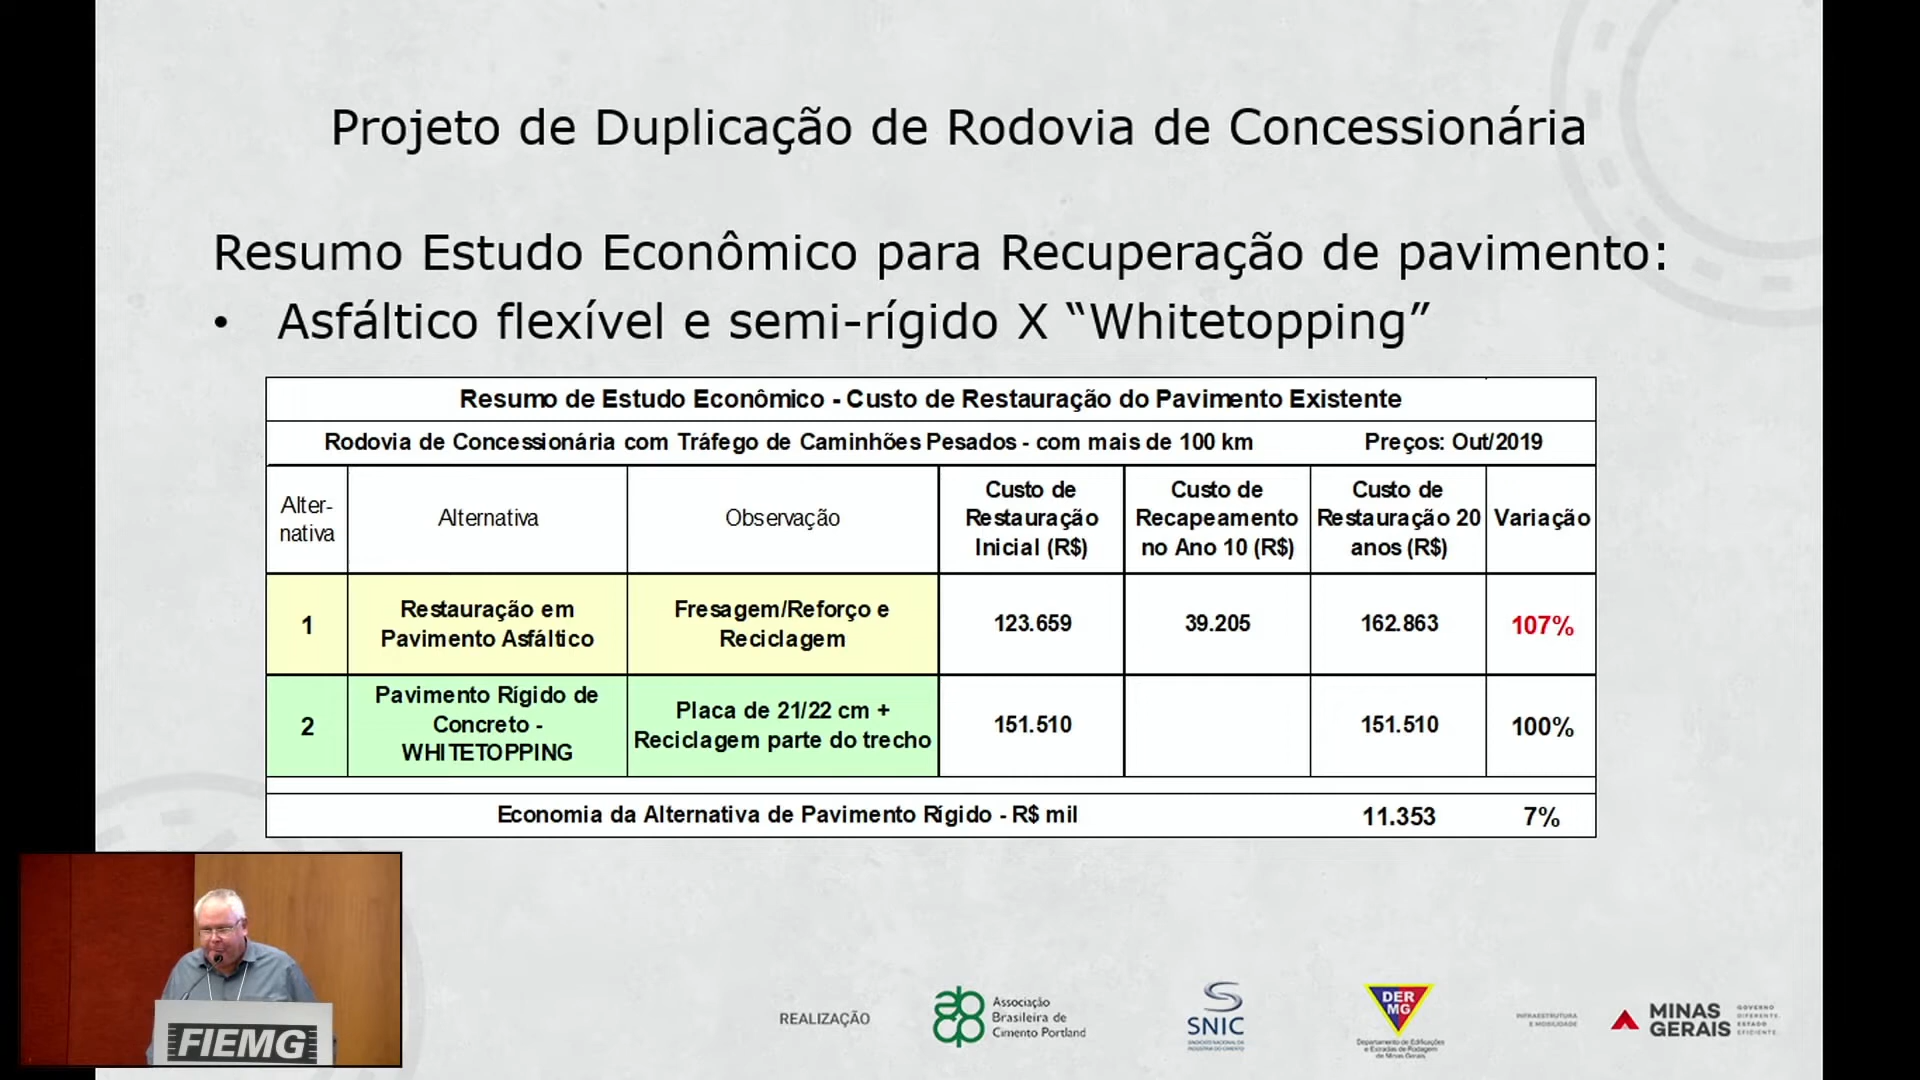 Projeto de Duplicação de Rodovia de Concessionária
Resumo Estudo Econômico para Recuperação de pavimento:
• Asfáltico flexível e semi-rígido X “Whitetopping”
Resumo de Estudo Econômico - Custo de Restauração do Pavimento Existente
Rodovia de Concessionária com Tráfego de Caminhões Pesados - com mais de 100 km
Preços: Out/2019
Alter-
nativa
Alternativa
Observação
Custo de
Restauração
Inicial (R$)
Custo de
Recapeamento
no Ano 10 (R$)
Custo de
Restauração 20
anos (R$)
Variação
1
Restauração em
Pavimento Asfáltico
Fresagem/Reforço e
Reciclagem
123.659
39.205
162.863
107%
2
Pavimento Rígido de
Concreto -
WHITETOPPING
Placa de 21/22 cm +
Reciclagem parte do trecho
151.510
151.510
100%
Economia da Alternativa de Pavimento Rígido - R$ mil
11.353
7%
FIEMG
REALIZAÇÃO
Associação
Brasileira de
Cimento Portland
SNIC
SINDICATO NACIONAL DA
INDÚSTRIA DO CIMENTO
DER
MG
Departamento de Edificações
e Estradas de Rodagem
de Minas Gerais
INFRAESTRUTURA
E MOBILIDADE
MINAS
GERAIS
GOVERNO
DIFERENTE.
ESTADO
EFICIENTE.